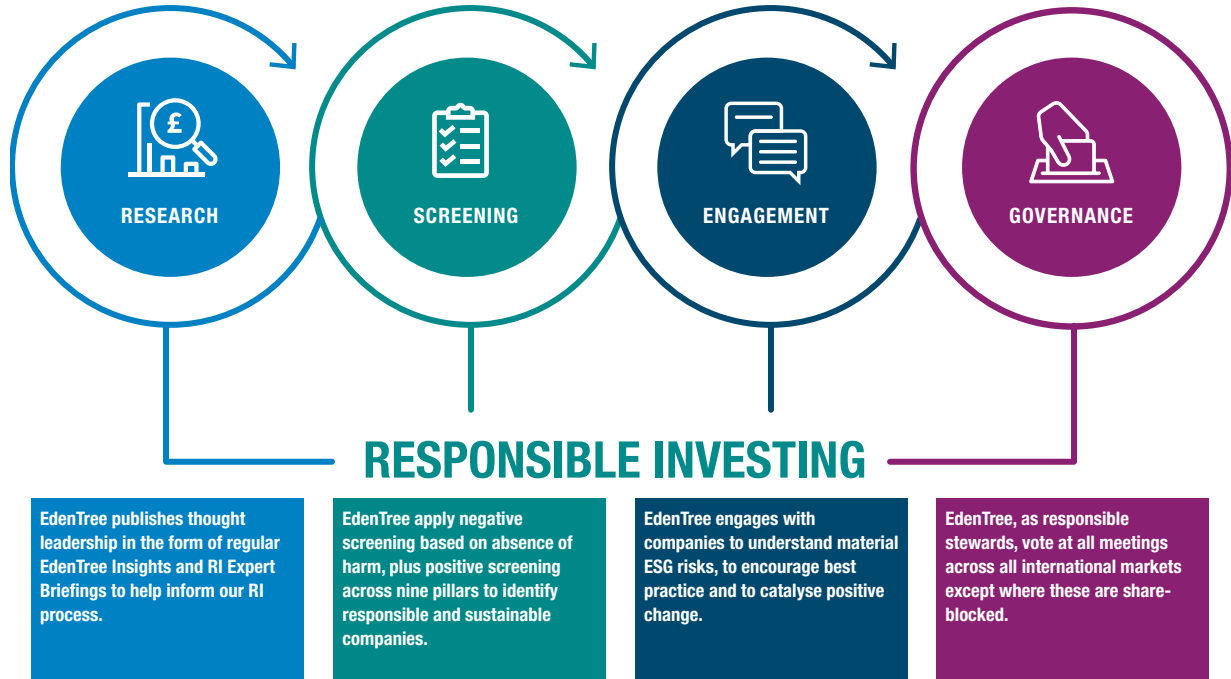 £
RESEARCH
SCREENING
ENGAGEMENT
GOVERNANCE
RESPONSIBLE INVESTING
EdenTree publishes thought
leadership in the form of regular
EdenTree Insights and RI Expert
Briefings to help inform our RI
process.
EdenTree apply negative
screening based on absence of
harm, plus positive screening
across nine pillars to identify
responsible and sustainable
companies.
EdenTree engages with
companies to understand material
ESG risks, to encourage best
practice and to catalyse positive
change.
EdenTree, as responsible
stewards, vote at all meetings
across all international markets
except where these are share-
blocked.